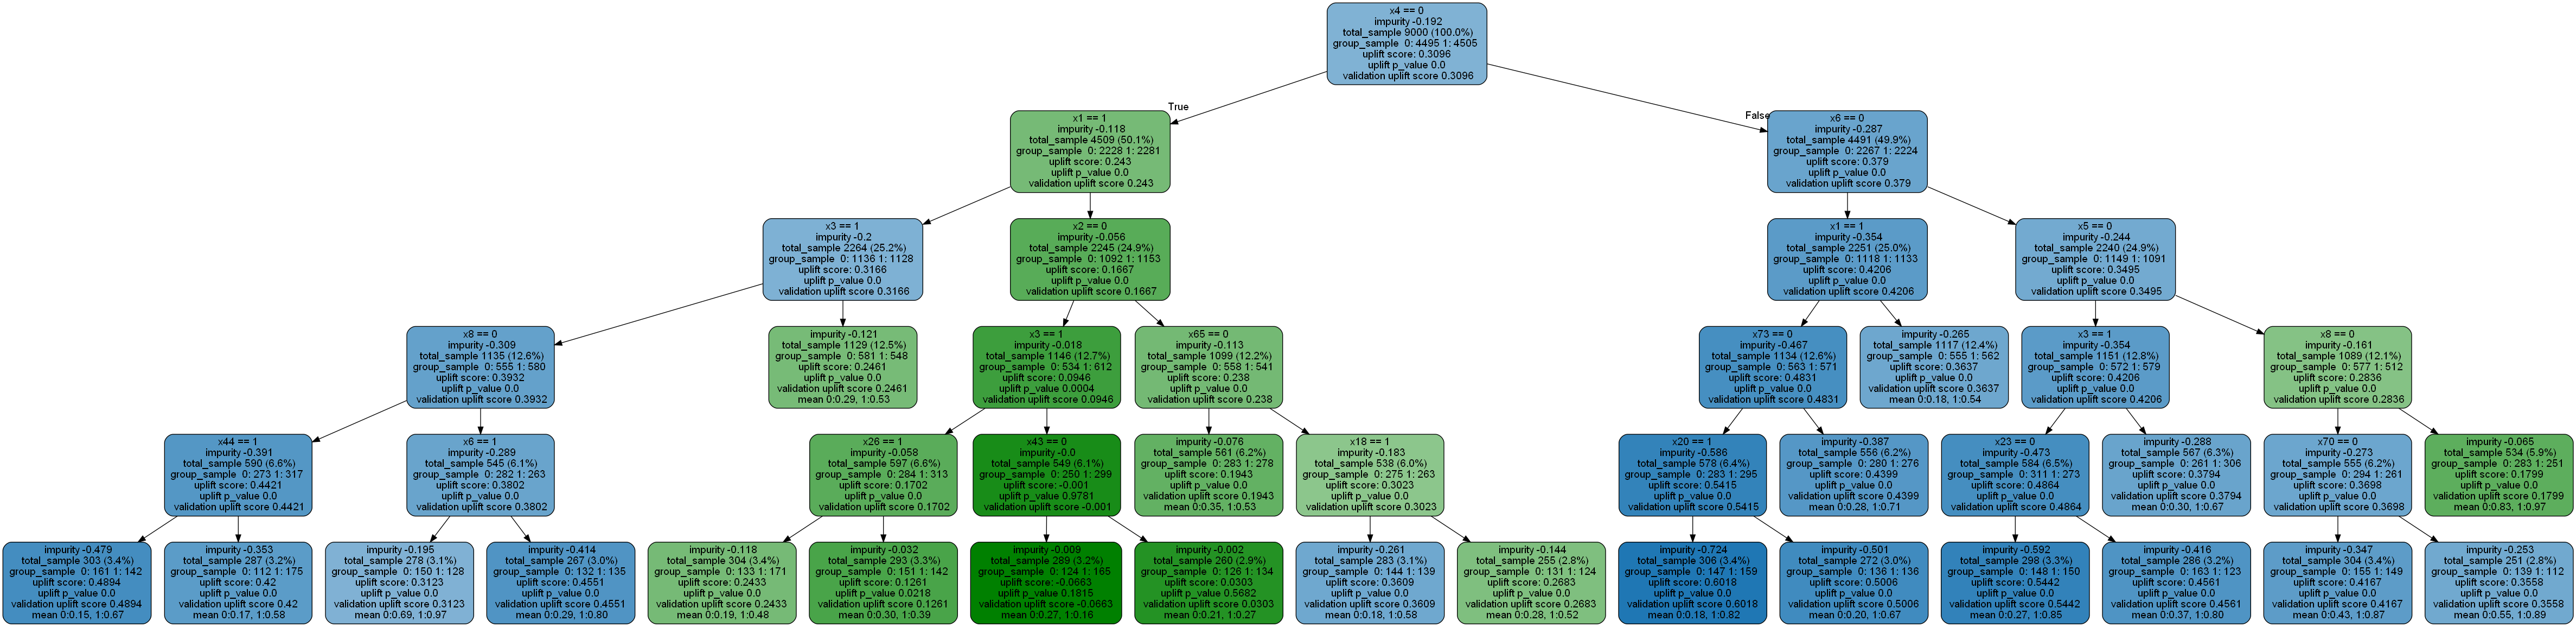 x4 == 0
impurity -0.192
total_sample 9000 (100.0%)
group_sample 0: 4495 1: 4505
uplift score: 0.3096
uplift p_value 0.0
validation uplift score 0.3096
True
False
x1 == 1
impurity -0.118
total_sample 4509 (50.1%)
group_sample 0: 2228 1: 2281
uplift score: 0.243
uplift p_value 0.0
validation uplift score 0.243
x6 == 0
impurity -0.287
total_sample 4491 (49.9%)
group_sample 0: 2267 1: 2224
uplift score: 0.379
uplift p_value 0.0
validation uplift score 0.379
x3 == 1
impurity -0.2
total_sample 2264 (25.2%)
group_sample 0: 1136 1: 1128
uplift score: 0.3166
uplift p_value 0.0
validation uplift score 0.3166
x2 == 0
impurity -0.056
total_sample 2245 (24.9%)
group_sample 0: 1092 1: 1153
uplift score: 0.1667
uplift p_value 0.0
validation uplift score 0.1667
x1 == 1
impurity -0.354
total_sample 2251 (25.0%)
group_sample 0: 1118 1: 1133
uplift score: 0.4206
uplift p_value 0.0
validation uplift score 0.4206
x5 == 0
impurity -0.244
total_sample 2240 (24.9%)
group_sample 0: 1149 1: 1091
uplift score: 0.3495
uplift p_value 0.0
validation uplift score 0.3495
x8 == 0
impurity -0.309
total_sample 1135 (12.6%)
group_sample 0: 555 1: 580
uplift score: 0.3932
uplift p_value 0.0
validation uplift score 0.3932
impurity -0.121
total_sample 1129 (12.5%)
group_sample 0: 581 1: 548
uplift score: 0.2461
uplift p_value 0.0
validation uplift score 0.2461
mean 0:0.29, 1:0.53
x3 == 1
impurity -0.018
total_sample 1146 (12.7%)
group_sample 0: 534 1: 612
uplift score: 0.0946
uplift p_value 0.0004
validation uplift score 0.0946
x65 == 0
impurity -0.113
total_sample 1099 (12.2%)
group_sample 0: 558 1: 541
uplift score: 0.238
uplift p_value 0.0
validation uplift score 0.238
x73 == 0
impurity -0.467
total_sample 1134 (12.6%)
group_sample 0: 563 1: 571
uplift score: 0.4831
uplift p_value 0.0
validation uplift score 0.4831
impurity -0.265
total_sample 1117 (12.4%)
group_sample 0: 555 1: 562
uplift score: 0.3637
uplift p_value 0.0
validation uplift score 0.3637
mean 0:0.18, 1:0.54
x3 == 1
impurity -0.354
total_sample 1151 (12.8%)
group_sample 0: 572 1: 579
uplift score: 0.4206
uplift p_value 0.0
validation uplift score 0.4206
x8 == 0
impurity -0.161
total_sample 1089 (12.1%)
group_sample 0: 577 1: 512
uplift score: 0.2836
uplift p_value 0.0
validation uplift score 0.2836
x44 == 1
impurity -0.391
total_sample 590 (6.6%)
group_sample 0: 273 1: 317
uplift score: 0.4421
uplift p_value 0.0
validation uplift score 0.4421
x6 == 1
impurity -0.289
total_sample 545 (6.1%)
group_sample 0: 282 1: 263
uplift score: 0.3802
uplift p_value 0.0
validation uplift score 0.3802
x26 == 1
impurity -0.058
total_sample 597 (6.6%)
group_sample 0: 284 1: 313
uplift score: 0.1702
uplift p_value 0.0
validation uplift score 0.1702
x43 == 0
impurity -0.0
total_sample 549 (6.1%)
group_sample 0: 250 1: 299
uplift score: -0.001
uplift p_value 0.9781
validation uplift score -0.001
impurity -0.076
total_sample 561 (6.2%)
group_sample 0: 283 1: 278
uplift score: 0.1943
uplift p_value 0.0
validation uplift score 0.1943
mean 0:0.35, 1:0.53
x18 == 1
impurity -0.183
total_sample 538 (6.0%)
group_sample 0: 275 1: 263
uplift score: 0.3023
uplift p_value 0.0
validation uplift score 0.3023
x20 == 1
impurity -0.586
total_sample 578 (6.4%)
group_sample 0: 283 1: 295
uplift score: 0.5415
uplift p_value 0.0
validation uplift score 0.5415
impurity -0.387
total_sample 556 (6.2%)
group_sample 0: 280 1: 276
uplift score: 0.4399
uplift p_value 0.0
validation uplift score 0.4399
mean 0:0.28, 1:0.71
x23 == 0
impurity -0.473
total_sample 584 (6.5%)
group_sample 0: 311 1: 273
uplift score: 0.4864
uplift p_value 0.0
validation uplift score 0.4864
impurity -0.288
total_sample 567 (6.3%)
group_sample 0: 261 1: 306
uplift score: 0.3794
uplift p_value 0.0
validation uplift score 0.3794
mean 0:0.30, 1:0.67
x70 == 0
impurity -0.273
total_sample 555 (6.2%)
group_sample 0: 294 1: 261
uplift score: 0.3698
uplift p_value 0.0
validation uplift score 0.3698
impurity -0.065
total_sample 534 (5.9%)
group_sample 0: 283 1: 251
uplift score: 0.1799
uplift p_value 0.0
validation uplift score 0.1799
mean 0:0.83, 1:0.97
impurity -0.479
total_sample 303 (3.4%)
group_sample 0: 161 1: 142
uplift score: 0.4894
uplift p_value 0.0
validation uplift score 0.4894
mean 0:0.15, 1:0.67
impurity -0.353
total_sample 287 (3.2%)
group_sample 0: 112 1: 175
uplift score: 0.42
uplift p_value 0.0
validation uplift score 0.42
mean 0:0.17, 1:0.58
impurity -0.195
total_sample 278 (3.1%)
group_sample 0: 150 1: 128
uplift score: 0.3123
uplift p_value 0.0
validation uplift score 0.3123
mean 0:0.69, 1:0.97
impurity -0.414
total_sample 267 (3.0%)
group_sample 0: 132 1: 135
uplift score: 0.4551
uplift p_value 0.0
validation uplift score 0.4551
mean 0:0.29, 1:0.80
impurity -0.118
total_sample 304 (3.4%)
group_sample 0: 133 1: 171
uplift score: 0.2433
uplift p_value 0.0
validation uplift score 0.2433
mean 0:0.19, 1:0.48
impurity -0.032
total_sample 293 (3.3%)
group_sample 0: 151 1: 142
uplift score: 0.1261
uplift p_value 0.0218
validation uplift score 0.1261
mean 0:0.30, 1:0.39
impurity -0.009
total_sample 289 (3.2%)
group_sample 0: 124 1: 165
uplift score: -0.0663
uplift p_value 0.1815
validation uplift score -0.0663
mean 0:0.27, 1:0.16
impurity -0.002
total_sample 260 (2.9%)
group_sample 0: 126 1: 134
uplift score: 0.0303
uplift p_value 0.5682
validation uplift score 0.0303
mean 0:0.21, 1:0.27
impurity -0.261
total_sample 283 (3.1%)
group_sample 0: 144 1: 139
uplift score: 0.3609
uplift p_value 0.0
validation uplift score 0.3609
mean 0:0.18, 1:0.58
impurity -0.144
total_sample 255 (2.8%)
group_sample 0: 131 1: 124
uplift score: 0.2683
uplift p_value 0.0
validation uplift score 0.2683
mean 0:0.28, 1:0.52
impurity -0.724
total_sample 306 (3.4%)
group_sample 0: 147 1: 159
uplift score: 0.6018
uplift p_value 0.0
validation uplift score 0.6018
mean 0:0.18, 1:0.82
impurity -0.501
total_sample 272 (3.0%)
group_sample 0: 136 1: 136
uplift score: 0.5006
uplift p_value 0.0
validation uplift score 0.5006
mean 0:0.20, 1:0.67
impurity -0.592
total_sample 298 (3.3%)
group_sample 0: 148 1: 150
uplift score: 0.5442
uplift p_value 0.0
validation uplift score 0.5442
mean 0:0.27, 1:0.85
impurity -0.416
total_sample 286 (3.2%)
group_sample 0: 163 1: 123
uplift score: 0.4561
uplift p_value 0.0
validation uplift score 0.4561
mean 0:0.37, 1:0.80
impurity -0.347
total_sample 304 (3.4%)
group_sample 0: 155 1: 149
uplift score: 0.4167
uplift p_value 0.0
validation uplift score 0.4167
mean 0:0.43, 1:0.87
impurity -0.253
total_sample 251 (2.8%)
group_sample 0: 139 1: 112
uplift score: 0.3558
uplift p_value 0.0
validation uplift score 0.3558
mean 0:0.55, 1:0.89